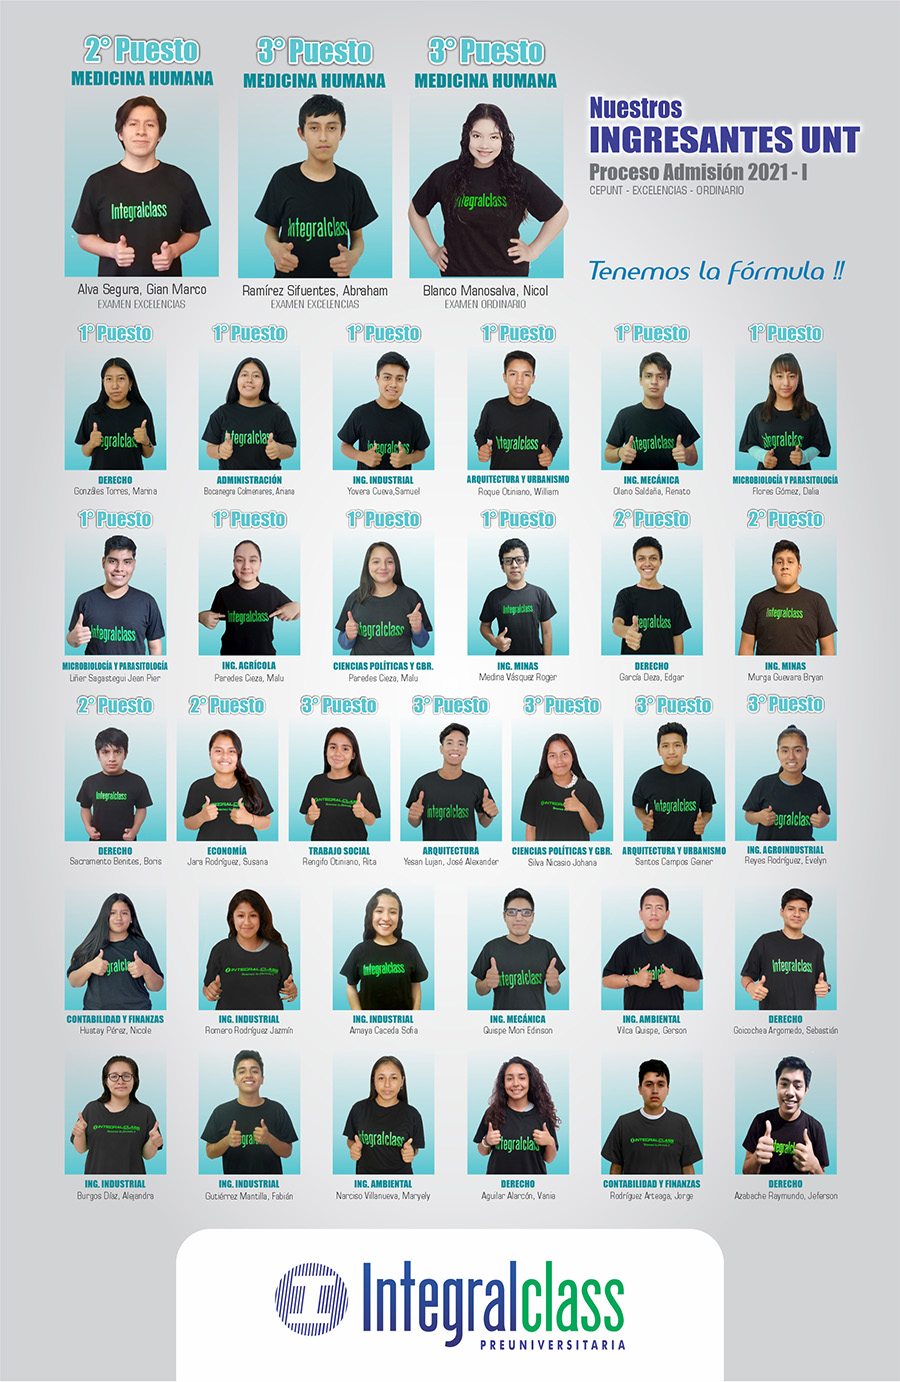 2° Puesto
MEDICINA HUMANA
Integralclass
Alva Segura, Gian Marco
EXAMEN EXCELENCIAS
3° Puesto
MEDICINA HUMANA
Integralclass
Ramírez Sifuentes, Abraham
EXAMEN EXCELENCIAS
3° Puesto
MEDICINA HUMANA
Integralclass
Blanco Manosalva, Nicol
EXAMEN ORDINARIO
Nuestros
INGRESANTES UNT
Proceso Admisión 2021 - I
CEPUNT - EXCELENCIAS - ORDINARIO
Tenemos la fórmula !!
1° Puesto
DERECHO
Gonzáles Torres, Marina
1° Puesto
ADMINISTRACIÓN
Bocanegra Colmenares, Ariana
1° Puesto
ING. INDUSTRIAL
Yovera Cueva,Samuel
1° Puesto
ARQUITECTURA Y URBANISMO
Roque Otiniano, William
1° Puesto
ING. MECÁNICA
Olano Saldaña, Renato
1° Puesto
MICROBIOLOGÍA Y PARASITOLOGÍA
Flores Gómez, Dalia
1° Puesto
MICROBIOLOGÍA Y PARASITOLOGÍA
Liñer Sagastegui Jean Pier
1° Puesto
ING. AGRÍCOLA
Paredes Cieza, Malu
1° Puesto
CIENCIAS POLÍTICAS Y GBR.
Paredes Cieza, Malu
1° Puesto
ING. MINAS
Medina Vásquez Roger
2° Puesto
DERECHO
García Deza, Edgar
2° Puesto
ING. MINAS
Murga Guevara Bryan
2° Puesto
DERECHO
Sacramento Benites, Boris
2° Puesto
ECONOMÍA
Jara Rodríguez, Susana
3° Puesto
TRABAJO SOCIAL
Rengifo Otiniano, Rita
3° Puesto
ARQUITECTURA
Yesan Lujan, José Alexander
3° Puesto
CIENCIAS POLÍTICAS Y GBR.
Silva Nicasio Johana
3° Puesto
ARQUITECTURA Y URBANISMO
Santos Campos Geiner
3° Puesto
ING. AGROINDUSTRIAL
Reyes Rodríguez, Evelyn
CONTABILIDAD Y FINANZAS
Huatay Pérez, Nicole
ING. INDUSTRIAL
Romero Rodríguez Jazmín
ING. INDUSTRIAL
Amaya Caceda Sofia
ING. MECÁNICA
Quispe Mori Edinson
ING. AMBIENTAL
Vilca Quispe, Gerson
DERECHO
Goicochea Argomedo, Sebastián
ING. INDUSTRIAL
Burgos Díaz, Alejandra
ING. INDUSTRIAL
Gutiérrez Mantilla, Fabián
ING. AMBIENTAL
Narciso Villanueva, Maryely
DERECHO
Aguilar Alarcón, Vania
CONTABILIDAD Y FINANZAS
Rodríguez Arteaga, Jorge
DERECHO
Azabache Raymundo, Jeferson
Integralclass
PREUNIVERSITARIA